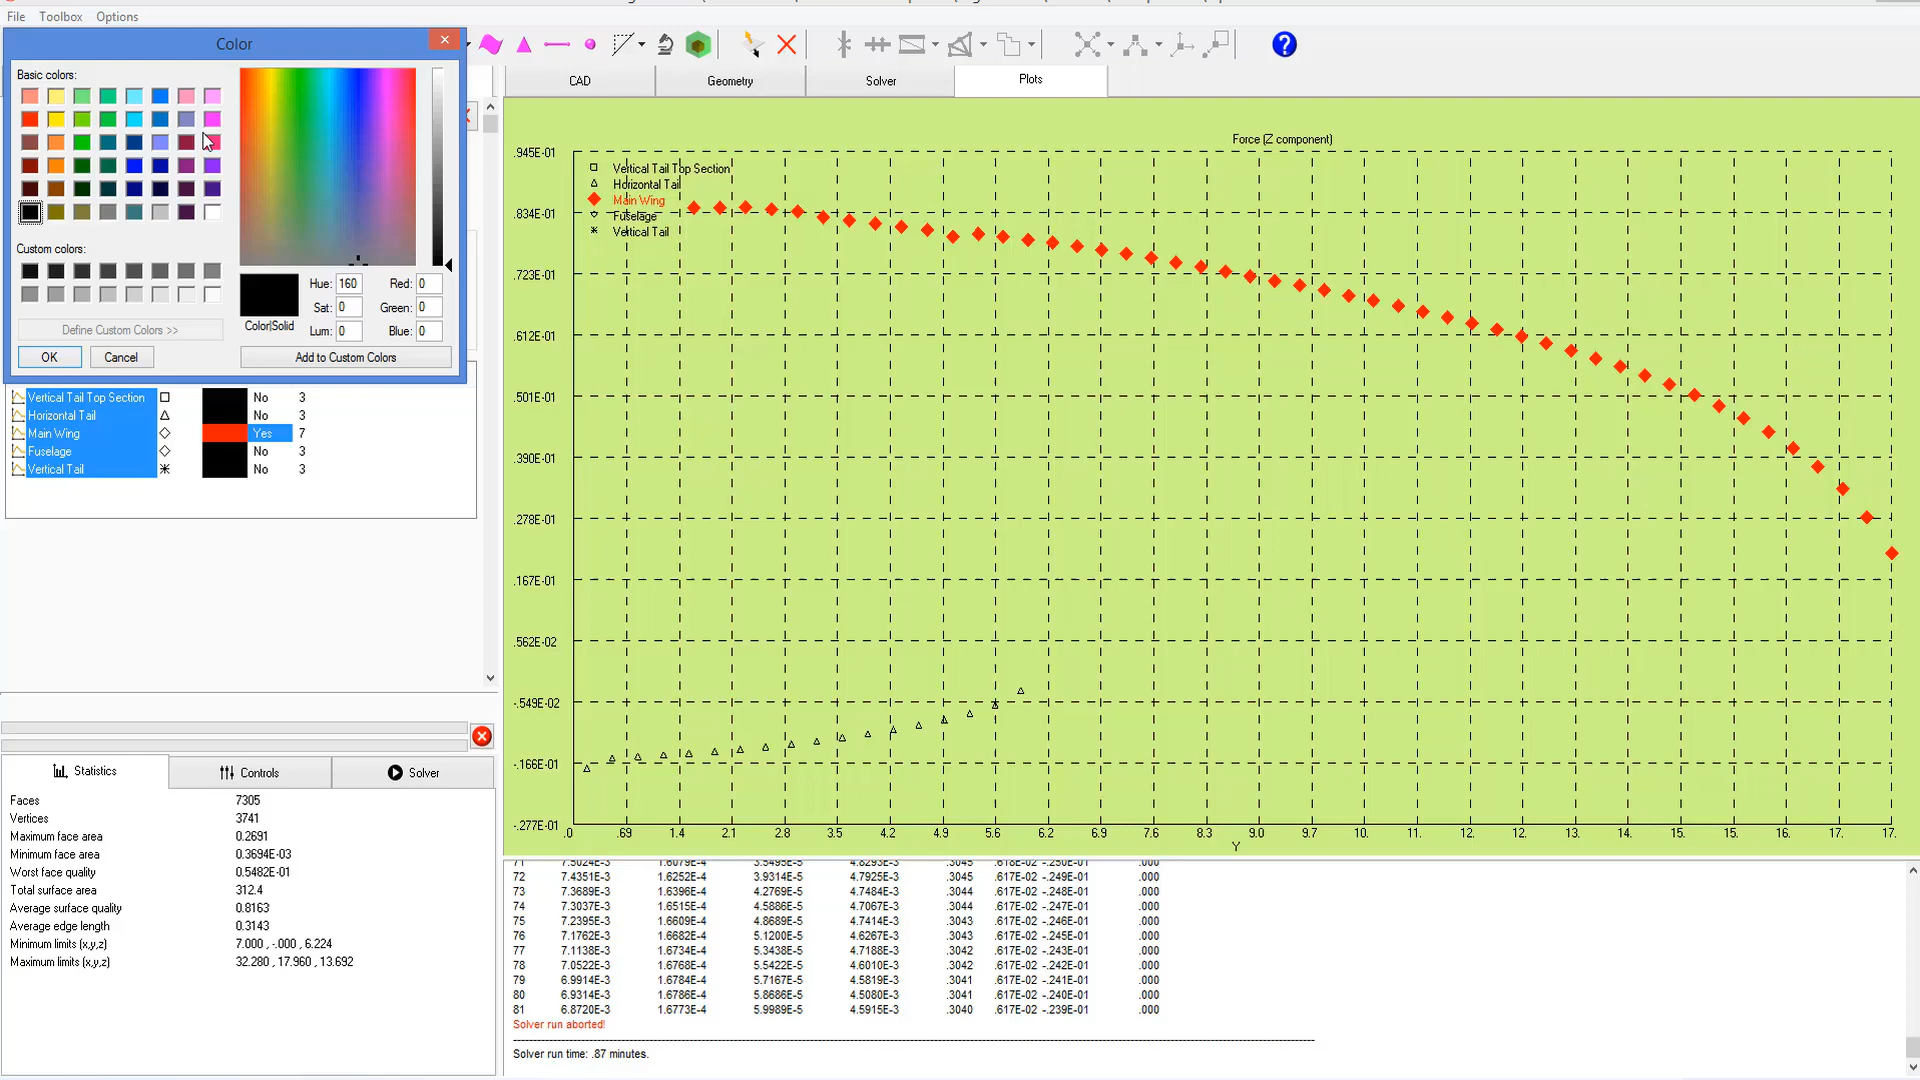 File Toolbox Options
Color
Basic colors:
Custom colors:
Define Custom Colors >>
OK Cancel
Color|Solid
Hue: 160 Red: 0
Sat: 0 Green: 0
Lum: 0 Blue: 0
Add to Custom Colors
Vertical Tail Top Section No 3
Horizontal Tail No 3
Main Wing Yes 7
Fuselage No 3
Vertical Tail No 3
Statistics Controls Solver
Faces 7305
Vertices 3741
Maximum face area 0.2691
Minimum face area 0.3694E-03
Worst face quality 0.5482E-01
Total surface area 312.4
Average surface quality 0.8163
Average edge length 0.3143
Minimum limits (x,y,z) 7.000 , -.000 , 6.224
Maximum limits (x,y,z) 32.280 , 17.960 , 13.692
CAD Geometry Solver Plots
Force (Z component)
Vertical Tail Top Section
Horizontal Tail
Main Wing
Fuselage
Vertical Tail
.945E-01
.834E-01
.723E-01
.612E-01
.501E-01
.390E-01
.278E-01
.167E-01
.562E-02
-.549E-02
-.166E-01
-.277E-01
.0 .69 1.4 2.1 2.8 3.5 4.2 4.9 5.6 6.2 6.9 7.6 8.3 9.0 9.7 10. 11. 12. 12. 13. 14. 15. 15. 16. 17. 17.
Y
71 7.5024E-3 1.6079E-4 3.5495E-5 4.8293E-3 .3045 .618E-02 -.250E-01 .000
72 7.4351E-3 1.6252E-4 3.9314E-5 4.7925E-3 .3045 .617E-02 -.249E-01 .000
73 7.3689E-3 1.6396E-4 4.2769E-5 4.7484E-3 .3044 .617E-02 -.248E-01 .000
74 7.3037E-3 1.6515E-4 4.5886E-5 4.7067E-3 .3044 .617E-02 -.247E-01 .000
75 7.2395E-3 1.6609E-4 4.8689E-5 4.7414E-3 .3043 .617E-02 -.246E-01 .000
76 7.1762E-3 1.6682E-4 5.1200E-5 4.6267E-3 .3043 .617E-02 -.245E-01 .000
77 7.1138E-3 1.6734E-4 5.3438E-5 4.7188E-3 .3042 .617E-02 -.243E-01 .000
78 7.0522E-3 1.6768E-4 5.5422E-5 4.6010E-3 .3042 .617E-02 -.242E-01 .000
79 6.9914E-3 1.6784E-4 5.7167E-5 4.5819E-3 .3041 .617E-02 -.241E-01 .000
80 6.9314E-3 1.6786E-4 5.8686E-5 4.5080E-3 .3041 .617E-02 -.240E-01 .000
81 6.8720E-3 1.6773E-4 5.9989E-5 4.5915E-3 .3040 .617E-02 -.239E-01 .000
Solver run aborted!
Solver run time: .87 minutes.